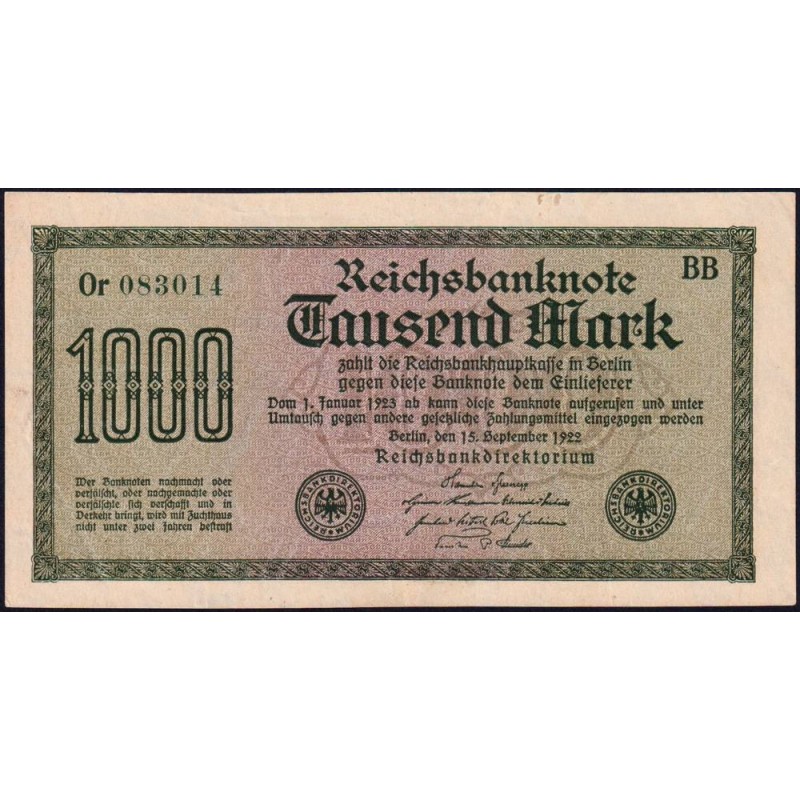 Or 083014
BB
1000
Reichsbanknote
Tausend Mark
zahlt die Reichsbankhauptkasse in Berlin
gegen diese Banknote dem Einlieferer
Vom 1. Januar 1923 ab kann diese Banknote aufgerufen und unter
Umtausch gegen andere gesetzliche Zahlungsmittel eingezogen werden
Berlin, den 15. September 1922
Reichsbankdirektorium
Wer Banknoten nachmacht oder
verfälscht, oder nachgemachte oder
verfälschte sich verschafft und in
Verkehr bringt, wird mit Zuchthaus
nicht unter zwei Jahren bestraft
REICHSBANKDIREKTORIUM
REICHSBANKDIREKTORIUM